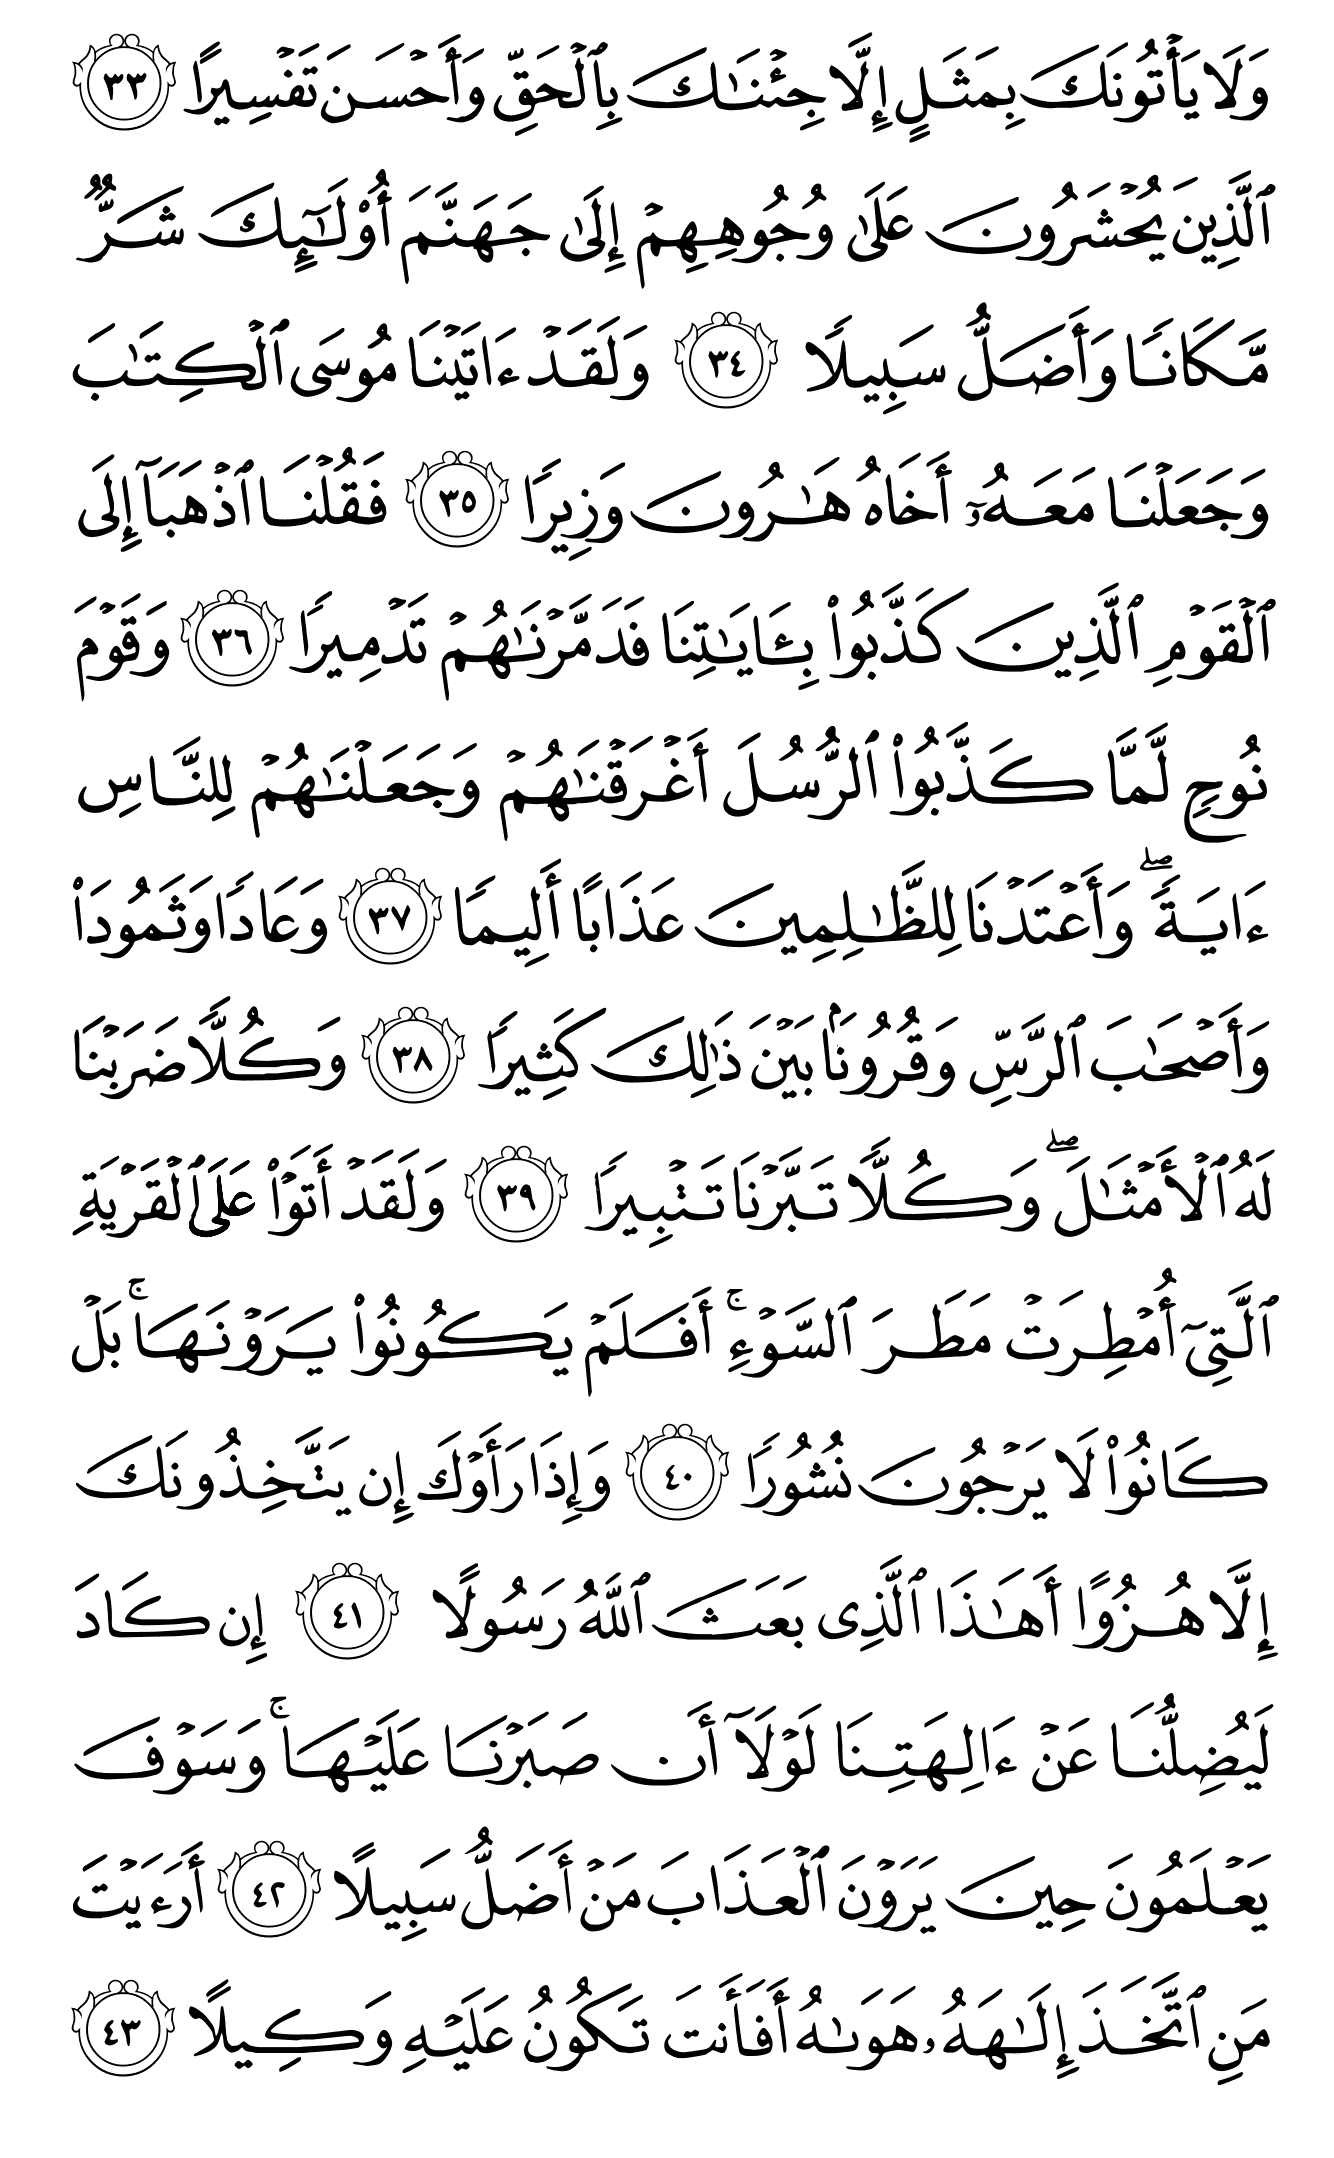 وَلَا يَأْتُونَكَ بِمَثَلٍ إِلَّا جِئْنَٰكَ بِٱلْحَقِّ وَأَحْسَنَ تَفْسِيرًا ٣٣
ٱلَّذِينَ يُحْشَرُونَ عَلَىٰ وُجُوهِهِمْ إِلَىٰ جَهَنَّمَ أُو۟لَٰٓئِكَ شَرٌّ
مَّكَانًا وَأَضَلُّ سَبِيلًا ٣٤ وَلَقَدْ ءَاتَيْنَا مُوسَى ٱلْكِتَٰبَ
وَجَعَلْنَا مَعَهُۥٓ أَخَاهُ هَٰرُونَ وَزِيرًا ٣٥ فَقُلْنَا ٱذْهَبَآ إِلَى
ٱلْقَوْمِ ٱلَّذِينَ كَذَّبُوا۟ بِـَٔايَٰتِنَا فَدَمَّرْنَٰهُمْ تَدْمِيرًا ٣٦ وَقَوْمَ
نُوحٍ لَّمَّا كَذَّبُوا۟ ٱلرُّسُلَ أَغْرَقْنَٰهُمْ وَجَعَلْنَٰهُمْ لِلنَّاسِ
ءَايَةً ۖ وَأَعْتَدْنَا لِلظَّٰلِمِينَ عَذَابًا أَلِيمًا ٣٧ وَعَادًا وَثَمُودَا۟
وَأَصْحَٰبَ ٱلرَّسِّ وَقُرُونًۢا بَيْنَ ذَٰلِكَ كَثِيرًا ٣٨ وَكُلًّا ضَرَبْنَا
لَهُ ٱلْأَمْثَٰلَ ۖ وَكُلًّا تَبَّرْنَا تَتْبِيرًا ٣٩ وَلَقَدْ أَتَوْا۟ عَلَى ٱلْقَرْيَةِ
ٱلَّتِىٓ أُمْطِرَتْ مَطَرَ ٱلسَّوْءِ ۚ أَفَلَمْ يَكُونُوا۟ يَرَوْنَهَا ۚ بَلْ
كَانُوا۟ لَا يَرْجُونَ نُشُورًا ٤٠ وَإِذَا رَأَوْكَ إِن يَتَّخِذُونَكَ
إِلَّا هُزُوًا أَهَٰذَا ٱلَّذِى بَعَثَ ٱللَّهُ رَسُولًا ٤١ إِن كَادَ
لَيُضِلُّنَا عَنْ ءَالِهَتِنَا لَوْلَآ أَن صَبَرْنَا عَلَيْهَا ۚ وَسَوْفَ
يَعْلَمُونَ حِينَ يَرَوْنَ ٱلْعَذَابَ مَنْ أَضَلُّ سَبِيلًا ٤٢ أَرَءَيْتَ
مَنِ ٱتَّخَذَ إِلَٰهَهُۥ هَوَىٰهُ أَفَأَنتَ تَكُونُ عَلَيْهِ وَكِيلًا ٤٣